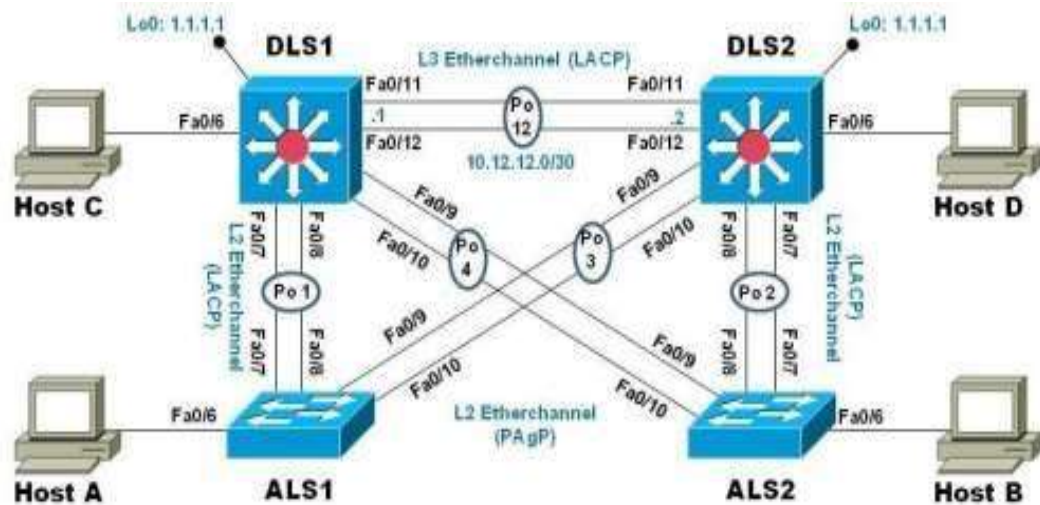 Lo0: 1.1.1.1
Lo0: 1.1.1.1
DLS1
DLS2
L3 Etherchannel (LACP)
Fa0/11
Fa0/11
Fa0/6
.1
Po
12
.2
Fa0/6
Fa0/12
Fa0/12
10.12.12.0/30
Host C
Host D
Fa0/9
Fa0/9
Fa0/10
Fa0/10
Po
4
Po
3
Fa0/7
Fa0/8
Fa0/8
Fa0/7
L2 Etherchannel
(LACP)
L2 Etherchannel
(LACP)
Po 1
Po 2
Fa0/7
Fa0/8
Fa0/8
Fa0/7
Fa0/9
Fa0/10
Fa0/9
Fa0/10
L2 Etherchannel
(PAgP)
Fa0/6
Fa0/6
Host A
ALS1
ALS2
Host B